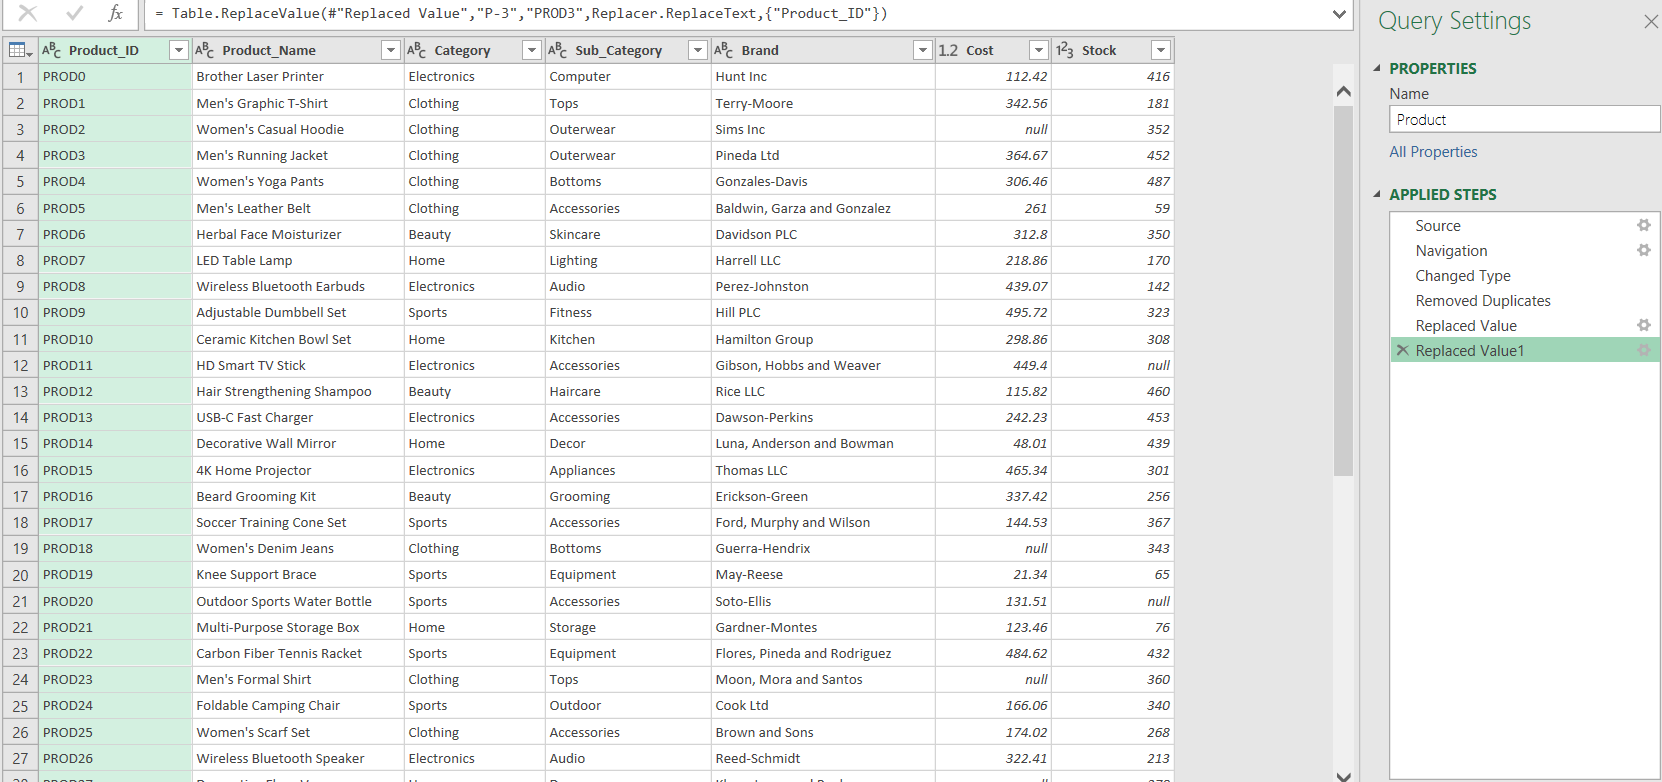 fx = Table.ReplaceValue(#"Replaced Value","P-3","PROD3",Replacer.ReplaceText,{"Product_ID"})
Query Settings
ABC Product_ID ABC Product_Name ABC Category ABC Sub_Category ABC Brand 1.2 Cost 123 Stock
1 PROD0 Brother Laser Printer Electronics Computer Hunt Inc 112.42 416
2 PROD1 Men's Graphic T-Shirt Clothing Tops Terry-Moore 342.56 181
3 PROD2 Women's Casual Hoodie Clothing Outerwear Sims Inc null 352
4 PROD3 Men's Running Jacket Clothing Outerwear Pineda Ltd 364.67 452
5 PROD4 Women's Yoga Pants Clothing Bottoms Gonzales-Davis 306.46 487
6 PROD5 Men's Leather Belt Clothing Accessories Baldwin, Garza and Gonzalez 261 59
7 PROD6 Herbal Face Moisturizer Beauty Skincare Davidson PLC 312.8 350
8 PROD7 LED Table Lamp Home Lighting Harrell LLC 218.86 170
9 PROD8 Wireless Bluetooth Earbuds Electronics Audio Perez-Johnston 439.07 142
10 PROD9 Adjustable Dumbbell Set Sports Fitness Hill PLC 495.72 323
11 PROD10 Ceramic Kitchen Bowl Set Home Kitchen Hamilton Group 298.86 308
12 PROD11 HD Smart TV Stick Electronics Accessories Gibson, Hobbs and Weaver 449.4 null
13 PROD12 Hair Strengthening Shampoo Beauty Haircare Rice LLC 115.82 460
14 PROD13 USB-C Fast Charger Electronics Accessories Dawson-Perkins 242.23 453
15 PROD14 Decorative Wall Mirror Home Decor Luna, Anderson and Bowman 48.01 439
16 PROD15 4K Home Projector Electronics Appliances Thomas LLC 465.34 301
17 PROD16 Beard Grooming Kit Beauty Grooming Erickson-Green 337.42 256
18 PROD17 Soccer Training Cone Set Sports Accessories Ford, Murphy and Wilson 144.53 367
19 PROD18 Women's Denim Jeans Clothing Bottoms Guerra-Hendrix null 343
20 PROD19 Knee Support Brace Sports Equipment May-Reese 21.34 65
21 PROD20 Outdoor Sports Water Bottle Sports Accessories Soto-Ellis 131.51 null
22 PROD21 Multi-Purpose Storage Box Home Storage Gardner-Montes 123.46 76
23 PROD22 Carbon Fiber Tennis Racket Sports Equipment Flores, Pineda and Rodriguez 484.62 432
24 PROD23 Men's Formal Shirt Clothing Tops Moon, Mora and Santos null 360
25 PROD24 Foldable Camping Chair Sports Outdoor Cook Ltd 166.06 340
26 PROD25 Women's Scarf Set Clothing Accessories Brown and Sons 174.02 268
27 PROD26 Wireless Bluetooth Speaker Electronics Audio Reed-Schmidt 322.41 213
PROPERTIES
Name
Product
All Properties
APPLIED STEPS
Source
Navigation
Changed Type
Removed Duplicates
Replaced Value
Replaced Value1